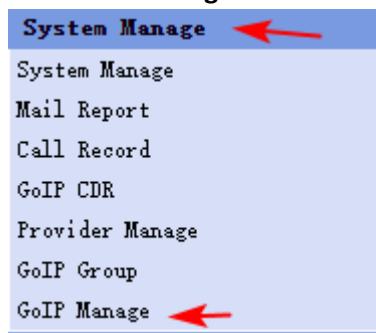 System Manage
System Manage
Mail Report
Call Record
GoIP CDR
Provider Manage
GoIP Group
GoIP Manage